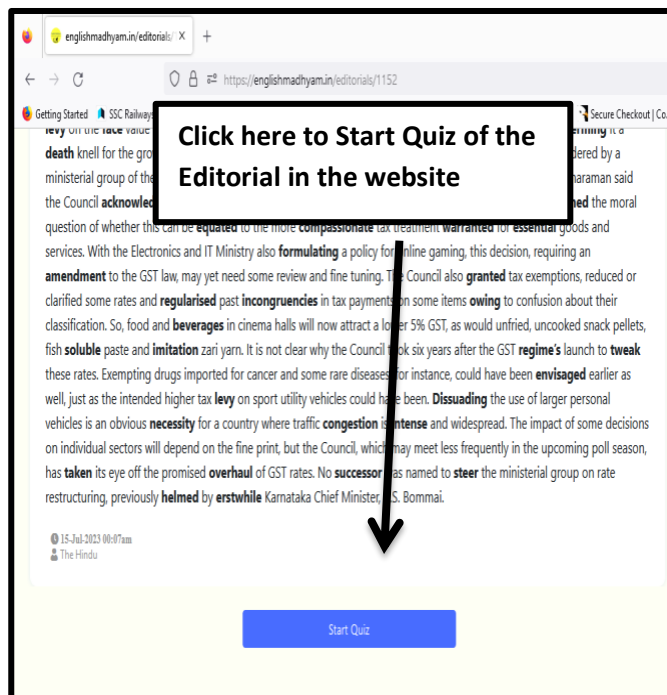 englishmadhyam.in/editorials/
https://englishmadhyam.in/editorials/1152
Getting Started SSC Railway Secure Checkout | Co
Click here to Start Quiz of the
Editorial in the website
levy on the face value it a
death knell for the gro dered by a
ministerial group of the haraman said
the Council the moral
question of whether this can be equated to the more compassionate tax treatment warranted for essential goods and
services. With the Electronics and IT Ministry also formulating a policy for online gaming, this decision, requiring an
amendment to the GST law, may yet need some review and fine tuning. The Council also granted tax exemptions, reduced or
clarified some rates and regularised past incongruencies in tax payments on some items owing to confusion about their
classification. So, food and beverages in cinema halls will now attract a lower 5% GST, as would unfried, uncooked snack pellets,
fish soluble paste and imitation zari yarn. It is not clear why the Council took six years after the GST regime's launch to tweak
these rates. Exempting drugs imported for cancer and some rare diseases, for instance, could have been envisaged earlier as
well, just as the intended higher tax levy on sport utility vehicles could have been. Dissuading the use of larger personal
vehicles is an obvious necessity for a country where traffic congestion is intense and widespread. The impact of some decisions
on individual sectors will depend on the fine print, but the Council, which may meet less frequently in the upcoming poll season,
has taken its eye off the promised overhaul of GST rates. No successor was named to steer the ministerial group on rate
restructuring, previously helmed by erstwhile Karnataka Chief Minister, S. Bommai.
15-Jul-2023 00:07am
The Hindu
Start Quiz